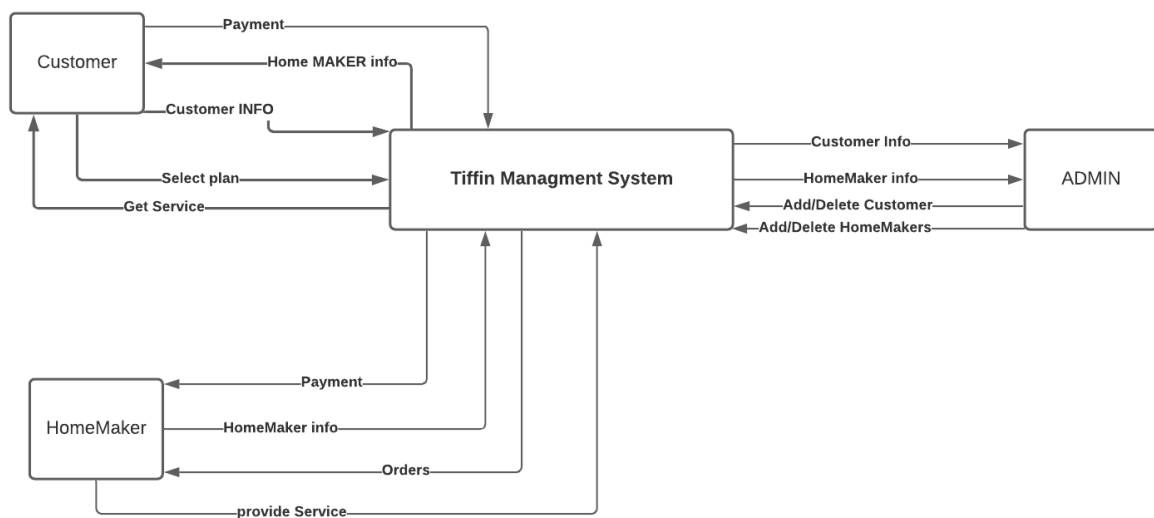 Payment
Customer
Home MAKER info
Customer INFO
Customer Info
Tiffin Managment System
HomeMaker info
ADMIN
Select plan
Get Service
Add/Delete Customer
Add/Delete HomeMakers
Payment
HomeMaker
HomeMaker info
Orders
provide Service